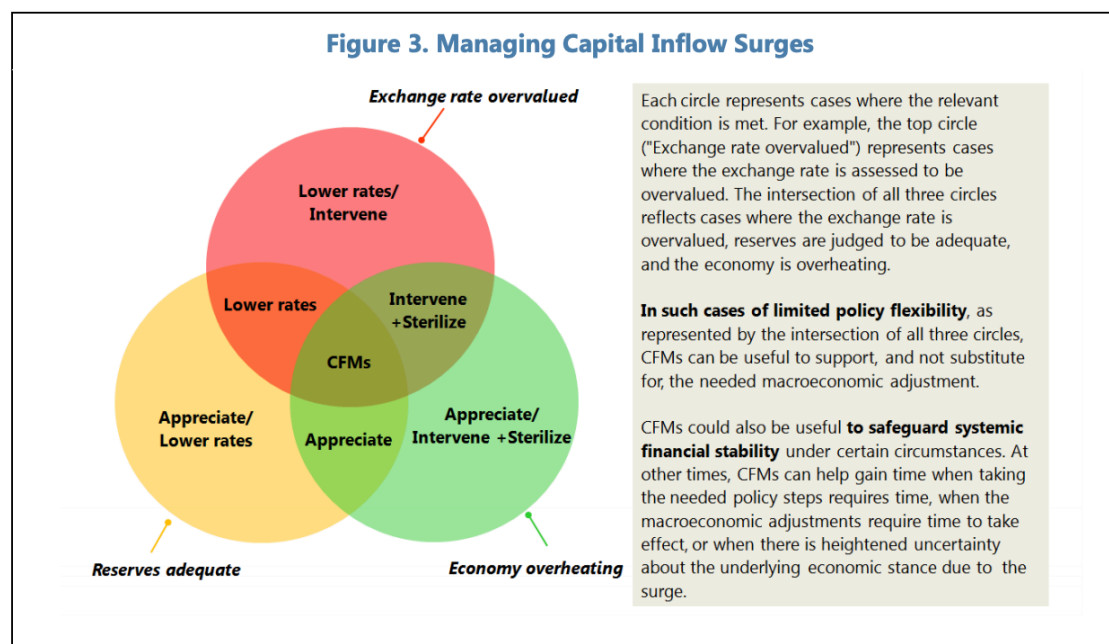 Figure 3. Managing Capital Inflow Surges
Exchange rate overvalued
Lower rates/
Intervene
Lower rates
Intervene
+Sterilize
CFMs
Appreciate/
Lower rates
Appreciate
Appreciate/
Intervene +Sterilize
Reserves adequate
Economy overheating
Each circle represents cases where the relevant
condition is met. For example, the top circle
("Exchange rate overvalued") represents cases
where the exchange rate is assessed to be
overvalued. The intersection of all three circles
reflects cases where the exchange rate is
overvalued, reserves are judged to be adequate,
and the economy is overheating.
In such cases of limited policy flexibility, as
represented by the intersection of all three circles,
CFMs can be useful to support, and not substitute
for, the needed macroeconomic adjustment.
CFMs could also be useful to safeguard systemic
financial stability under certain circumstances. At
other times, CFMs can help gain time when taking
the needed policy steps requires time, when the
macroeconomic adjustments require time to take
effect, or when there is heightened uncertainty
about the underlying economic stance due to the
surge.